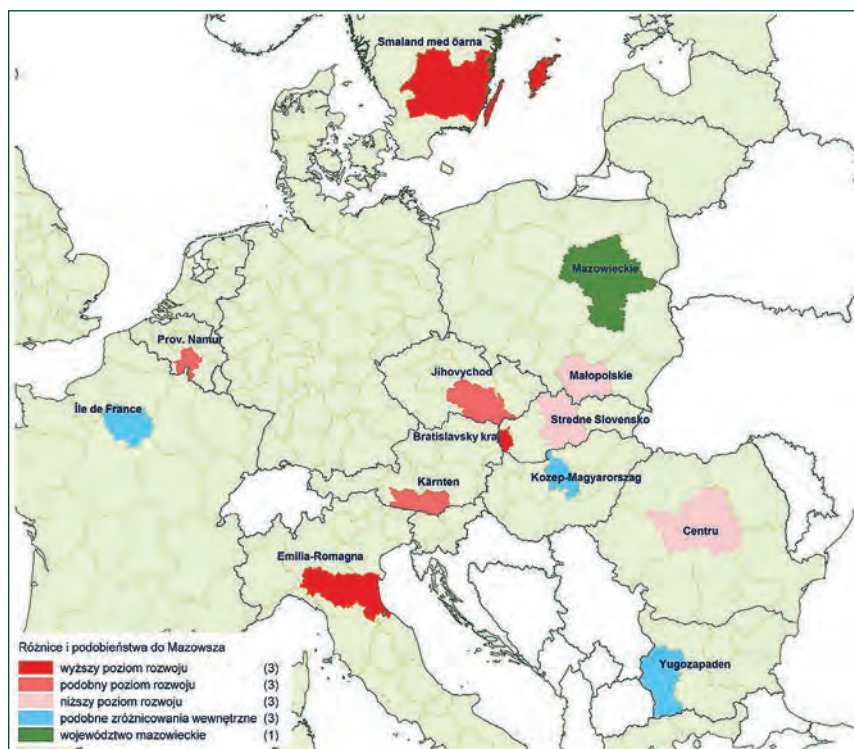 Smaland med öarna
Mazowieckie
Prov. Namur
Jihovychod
Małopolskie
Île de France
Stredne Slovensko
Bratislavsky kraj
Kärnten
Kozep-Magyarorszag
Centru
Emilia-Romagna
Yugozapaden
Różnice i podobieństwa do Mazowsza
wyższy poziom rozwoju (3)
podobny poziom rozwoju (3)
niższy poziom rozwoju (3)
podobne zróżnicowania wewnętrzne (3)
województwo mazowieckie (1)